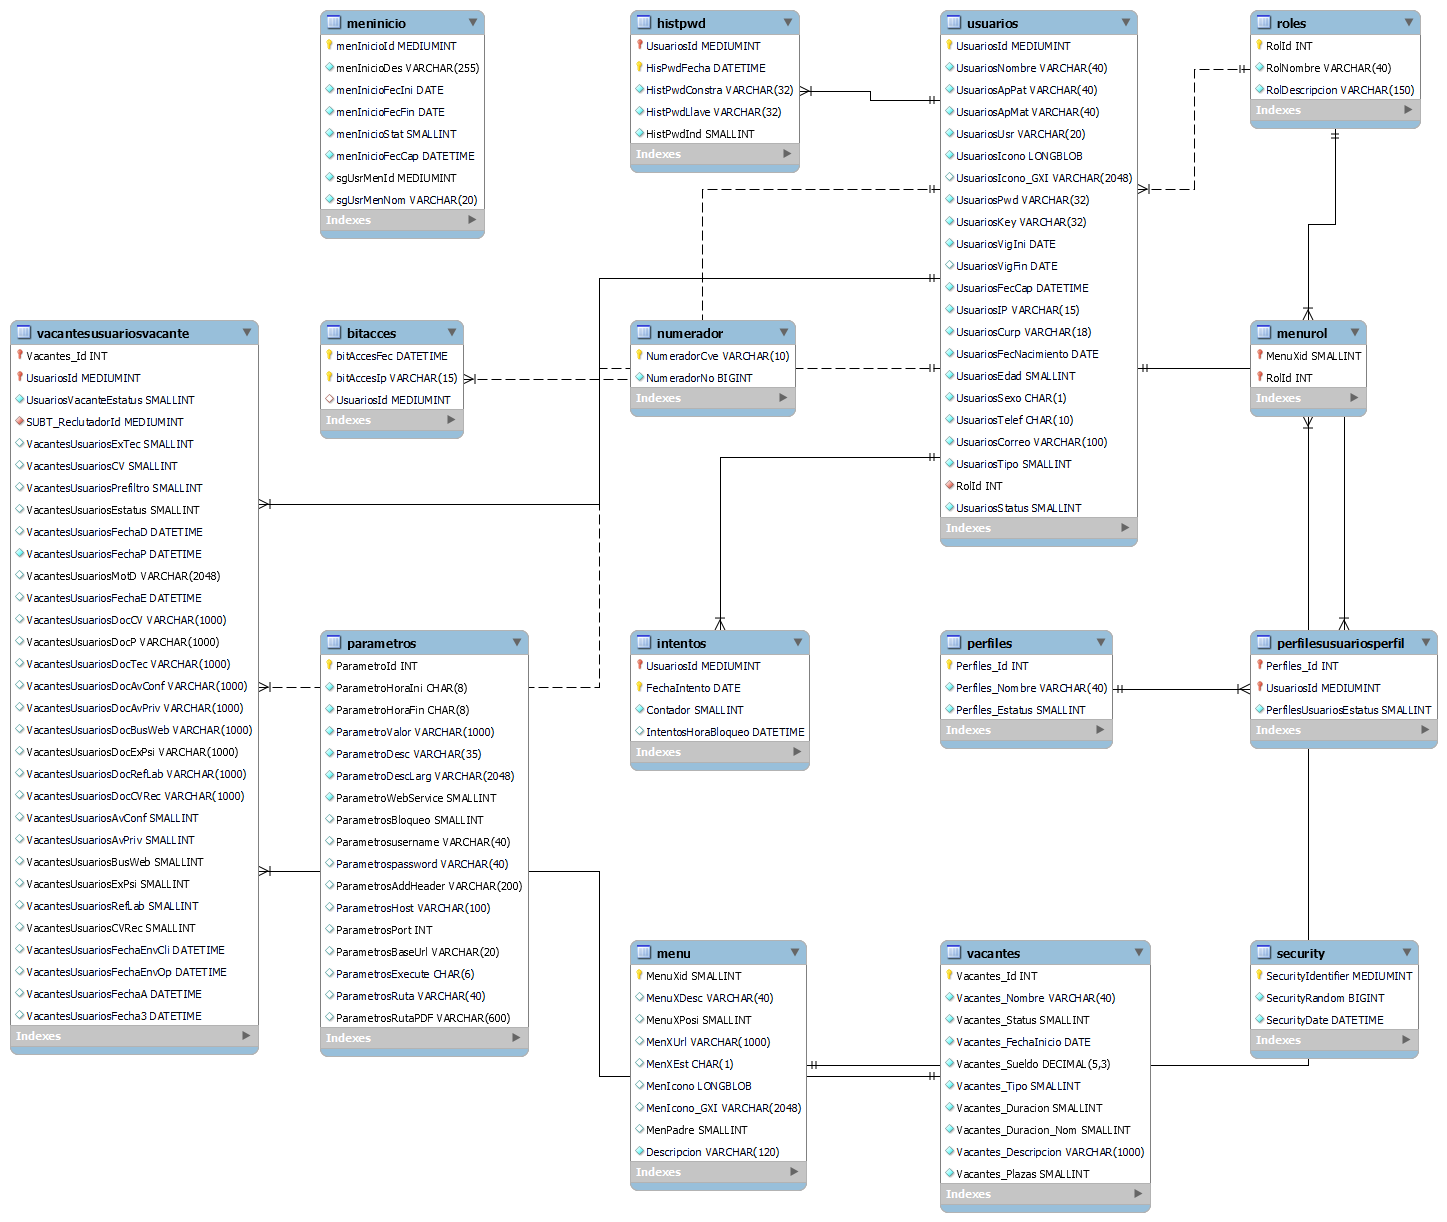 meninicio
menInicioId MEDIUMINT
menInicioDes VARCHAR(255)
menInicioFecIni DATE
menInicioFecFin DATE
menInicioStat SMALLINT
menInicioFecCap DATETIME
sgUsrMenId MEDIUMINT
sgUsrMenNom VARCHAR(20)
Indexes
histpwd
UsuariosId MEDIUMINT
HisPwdFecha DATETIME
HistPwdConstra VARCHAR(32)
HistPwdLlave VARCHAR(32)
HistPwdInd SMALLINT
Indexes
usuarios
UsuariosId MEDIUMINT
UsuariosNombre VARCHAR(40)
UsuariosApPat VARCHAR(40)
UsuariosApMat VARCHAR(40)
UsuariosUsr VARCHAR(20)
UsuariosIcono LONGBLOB
UsuariosIcono_GXI VARCHAR(2048)
UsuariosPwd VARCHAR(32)
UsuariosKey VARCHAR(32)
UsuariosVigIni DATE
UsuariosVigFin DATE
UsuariosFecCap DATETIME
UsuariosIP VARCHAR(15)
UsuariosCurp VARCHAR(18)
UsuariosFecNacimiento DATE
UsuariosEdad SMALLINT
UsuariosSexo CHAR(1)
UsuariosTelef CHAR(10)
UsuariosCorreo VARCHAR(100)
UsuariosTipo SMALLINT
RolId INT
UsuariosStatus SMALLINT
Indexes
roles
RolId INT
RolNombre VARCHAR(40)
RolDescripcion VARCHAR(150)
Indexes
vacantesusuariosvacante
Vacantes_Id INT
UsuariosId MEDIUMINT
UsuariosVacanteEstatus SMALLINT
SUBT_ReclutadorId MEDIUMINT
VacantesUsuariosExTec SMALLINT
VacantesUsuariosCV SMALLINT
VacantesUsuariosPrefiltro SMALLINT
VacantesUsuariosEstatus SMALLINT
VacantesUsuariosFechaD DATETIME
VacantesUsuariosFechaP DATETIME
VacantesUsuariosMotD VARCHAR(2048)
VacantesUsuariosFechaE DATETIME
VacantesUsuariosDocCV VARCHAR(1000)
VacantesUsuariosDocP VARCHAR(1000)
VacantesUsuariosDocTec VARCHAR(1000)
VacantesUsuariosDocAvConf VARCHAR(1000)
VacantesUsuariosDocAvPriv VARCHAR(1000)
VacantesUsuariosDocBusWeb VARCHAR(1000)
VacantesUsuariosDocExPsi VARCHAR(1000)
VacantesUsuariosDocRefLab VARCHAR(1000)
VacantesUsuariosDocCVRec VARCHAR(1000)
VacantesUsuariosAvConf SMALLINT
VacantesUsuariosAvPriv SMALLINT
VacantesUsuariosBusWeb SMALLINT
VacantesUsuariosExPsi SMALLINT
VacantesUsuariosRefLab SMALLINT
VacantesUsuariosCVRec SMALLINT
VacantesUsuariosFechaEnvCli DATETIME
VacantesUsuariosFechaEnvOp DATETIME
VacantesUsuariosFechaA DATETIME
VacantesUsuariosFecha3 DATETIME
Indexes
bitacces
bitAccesFec DATETIME
bitAccesIp VARCHAR(15)
UsuariosId MEDIUMINT
Indexes
numerador
NumeradorCve VARCHAR(10)
NumeradorNo BIGINT
Indexes
menurol
MenuXid SMALLINT
RolId INT
Indexes
parametros
ParametroId INT
ParametroHoraIni CHAR(8)
ParametroHoraFin CHAR(8)
ParametroValor VARCHAR(1000)
ParametroDesc VARCHAR(35)
ParametroDescLarg VARCHAR(2048)
ParametroWebService SMALLINT
ParametrosBloqueo SMALLINT
Parametrosusername VARCHAR(40)
Parametrospassword VARCHAR(40)
ParametrosAddHeader VARCHAR(200)
ParametrosHost VARCHAR(100)
ParametrosPort INT
ParametrosBaseUrl VARCHAR(20)
ParametrosExecute CHAR(6)
ParametrosRuta VARCHAR(40)
ParametrosRutaPDF VARCHAR(600)
Indexes
intentos
UsuariosId MEDIUMINT
FechaIntento DATE
Contador SMALLINT
IntentosHoraBloqueo DATETIME
Indexes
perfiles
Perfiles_Id INT
Perfiles_Nombre VARCHAR(40)
Perfiles_Estatus SMALLINT
Indexes
perfilesusuariosperfil
Perfiles_Id INT
UsuariosId MEDIUMINT
PerfilesUsuariosEstatus SMALLINT
Indexes
menu
MenuXid SMALLINT
MenuXDesc VARCHAR(40)
MenuXPosi SMALLINT
MenXUrl VARCHAR(1000)
MenXEst CHAR(1)
MenIcono LONGBLOB
MenIcono_GXI VARCHAR(2048)
MenPadre SMALLINT
Descripcion VARCHAR(120)
Indexes
vacantes
Vacantes_Id INT
Vacantes_Nombre VARCHAR(40)
Vacantes_Status SMALLINT
Vacantes_FechaInicio DATE
Vacantes_Sueldo DECIMAL(5,3)
Vacantes_Tipo SMALLINT
Vacantes_Duracion SMALLINT
Vacantes_Duracion_Nom SMALLINT
Vacantes_Descripcion VARCHAR(1000)
Vacantes_Plazas SMALLINT
Indexes
security
SecurityIdentifier MEDIUMINT
SecurityRandom BIGINT
SecurityDate DATETIME
Indexes